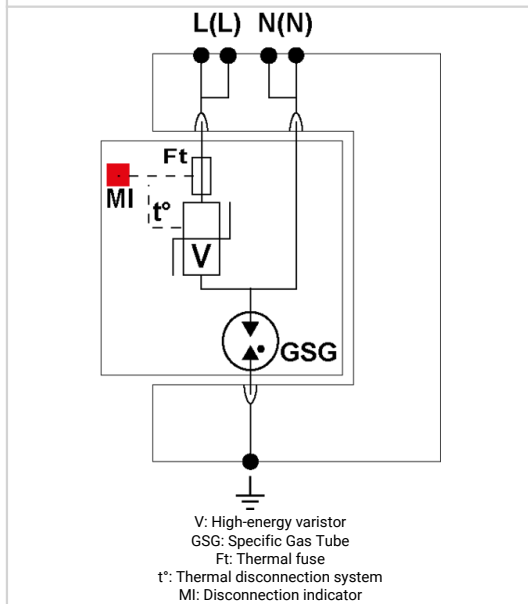 L(L) N(N)
Ft
MI
t°
V
GSG
V: High-energy varistor
GSG: Specific Gas Tube
Ft: Thermal fuse
t°: Thermal disconnection system
MI: Disconnection indicator